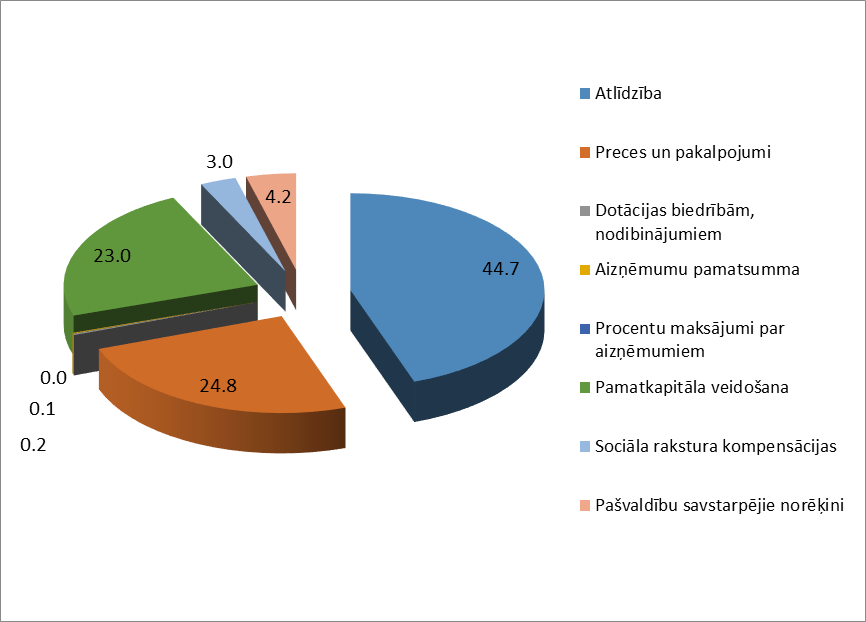 3.0
4.2
23.0
44.7
24.8
0.0
0.1
0.2
Atlīdzība
Preces un pakalpojumi
Dotācijas biedrībām,
nodibinājumiem
Aizņēmumu pamatsumma
Procentu maksājumi par
aizņēmumiem
Pamatkapitāla veidošana
Sociāla rakstura kompensācijas
Pašvaldību savstarpējie norēķini